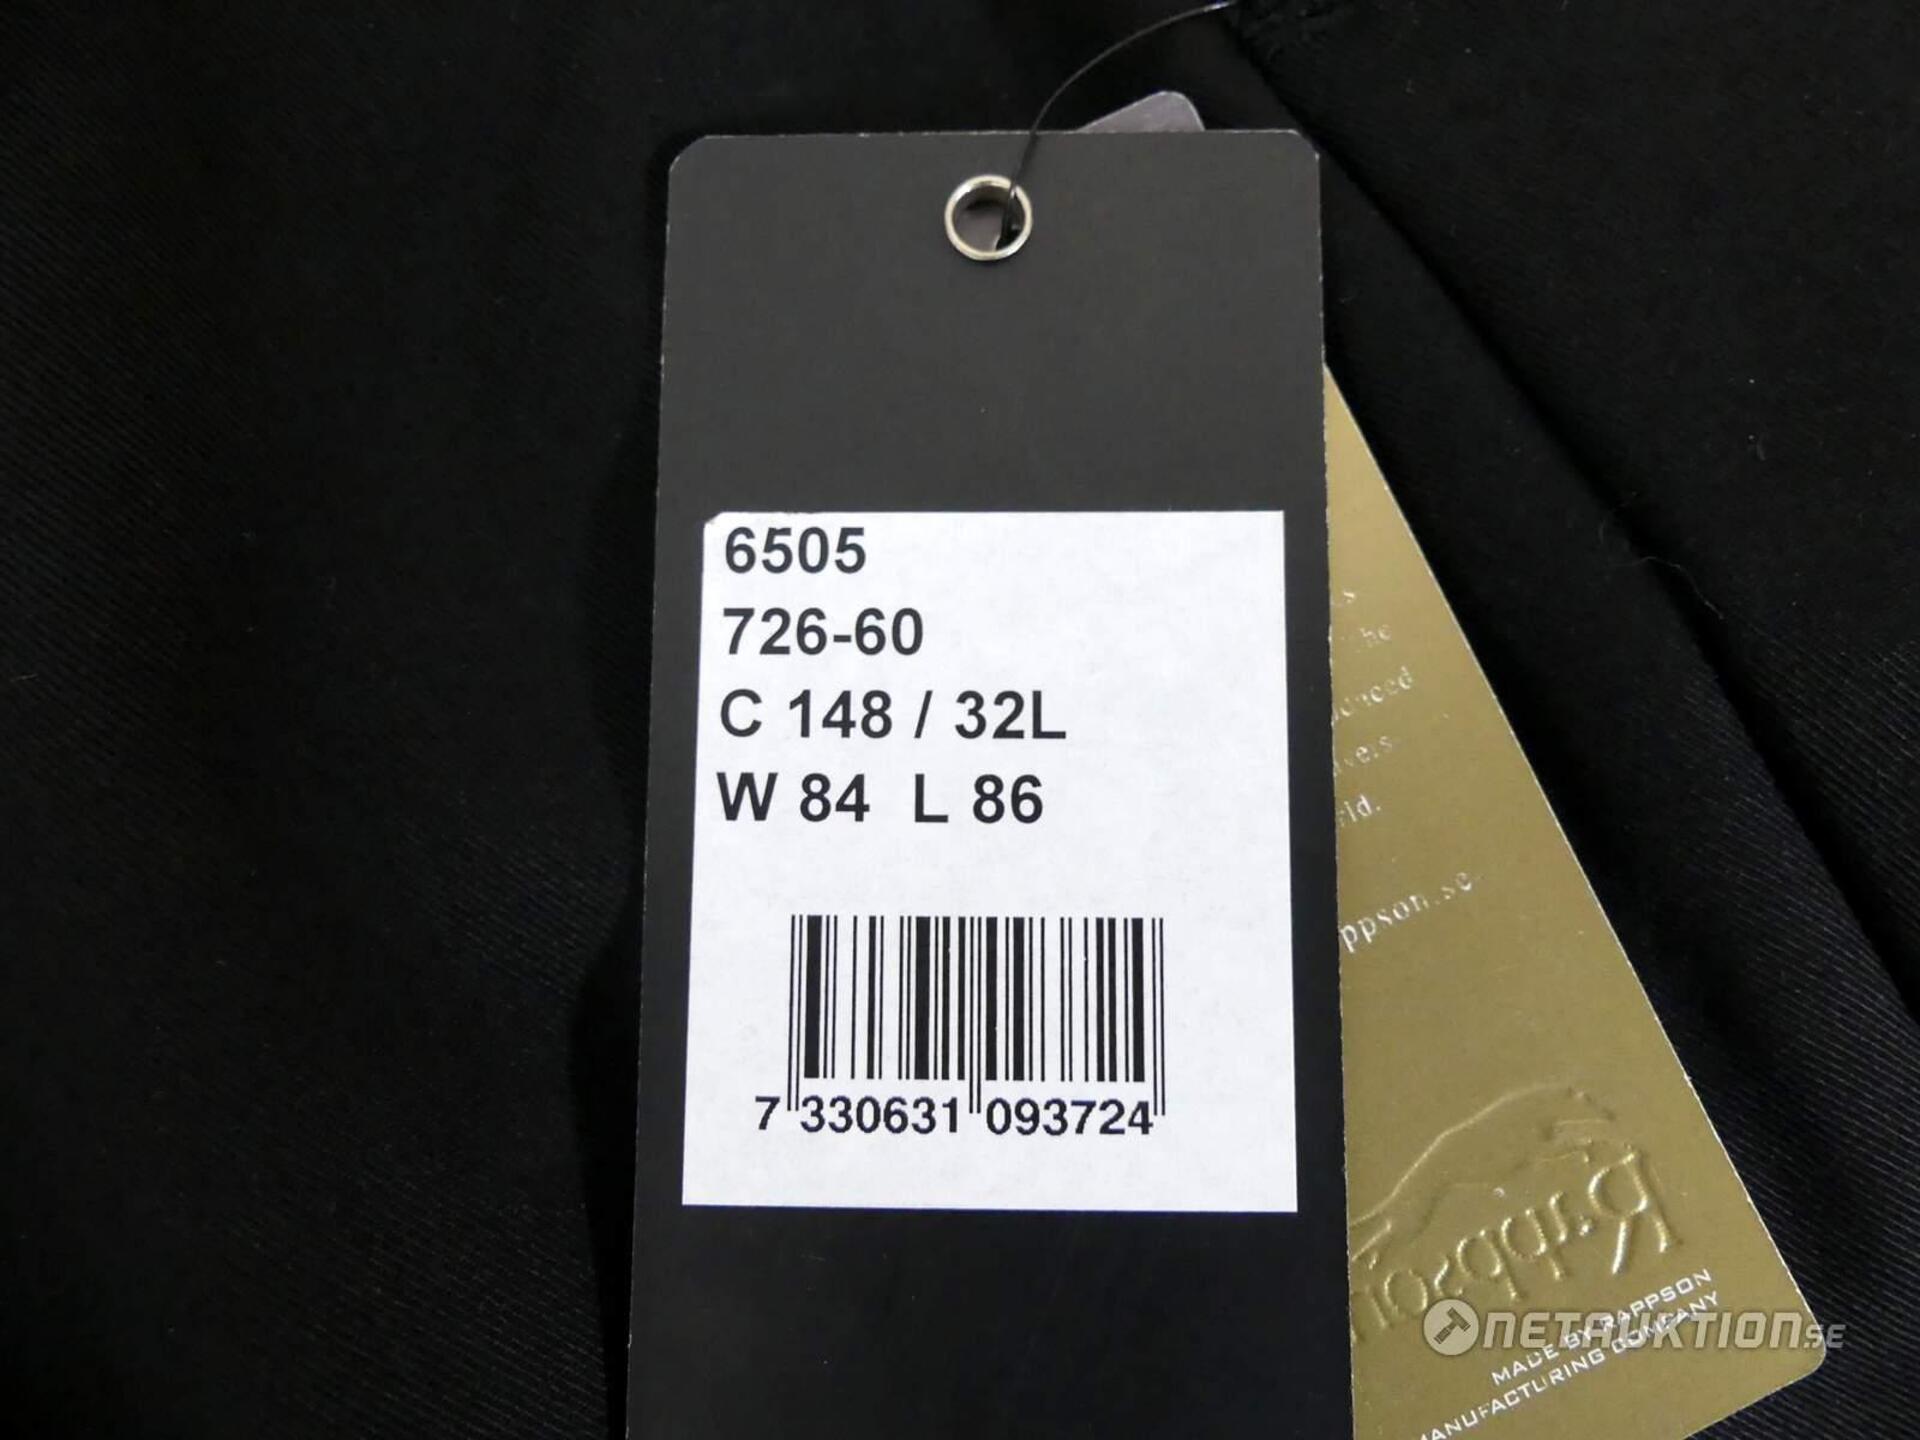 6505
726-60
C 148 / 32L
W 84 L 86
7 330631 093724
he
ppson.se.
MADE BY RAPPSON
MANUFACTURING COMPANY
NETAUKTION.SE